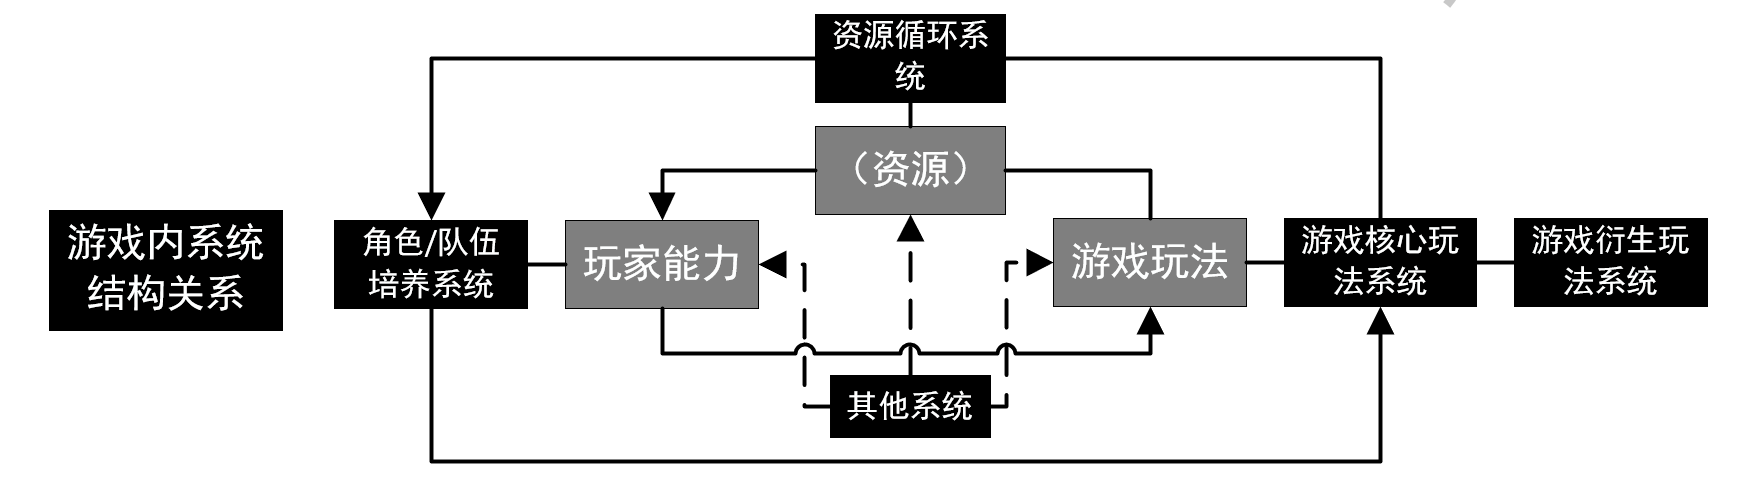 资源循环系
统
（资源）
游戏内系统
结构关系
角色/队伍
培养系统
玩家能力
游戏玩法
游戏核心玩
法系统
游戏衍生玩
法系统
其他系统